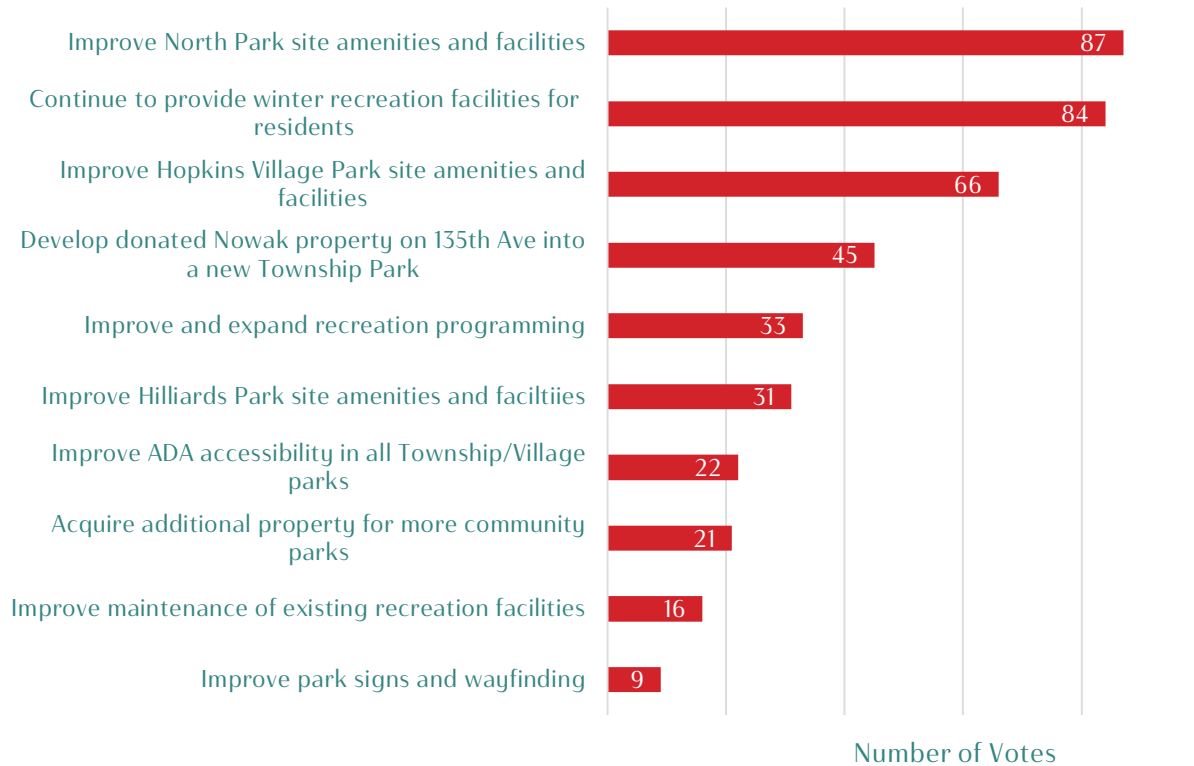 Improve North Park site amenities and facilities
87
Continue to provide winter recreation facilities for
residents
84
Improve Hopkins Village Park site amenities and
facilities
66
Develop donated Nowak property on 135th Ave into
a new Township Park
45
Improve and expand recreation programming
33
Improve Hilliards Park site amenities and faciltiies
31
Improve ADA accessibility in all Township/Village
parks
22
Acquire additional property for more community
parks
21
Improve maintenance of existing recreation facilities
16
Improve park signs and wayfinding
9
Number of Votes